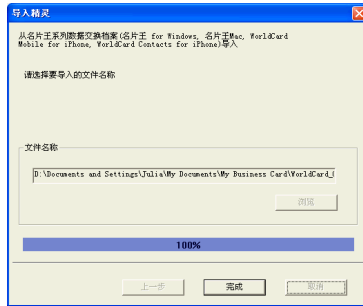 导入精灵
从名片王系列数据交换档案(名片王 for Windows, 名片王Mac, WorldCard
Mobile for iPhone, WorldCard Contacts for iPhone)导入
请选择要导入的文件名称
文件名称
D:\Documents and Settings\Julia\My Documents\My Business Card\WorldCard_
浏览
100%
上一步
完成
取消